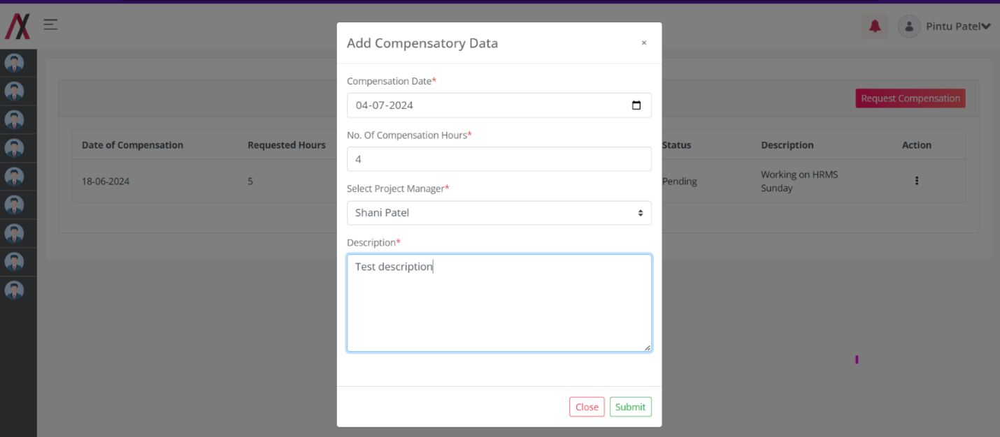 Pintu Patel
Add Compensatory Data
×
Compensation Date*
04-07-2024
Request Compensation
No. Of Compensation Hours*
4
Date of Compensation Requested Hours Status Description Action
18-06-2024 5 Pending Working on HRMS
Sunday
Select Project Manager*
Shani Patel
Description*
Test description
Close Submit